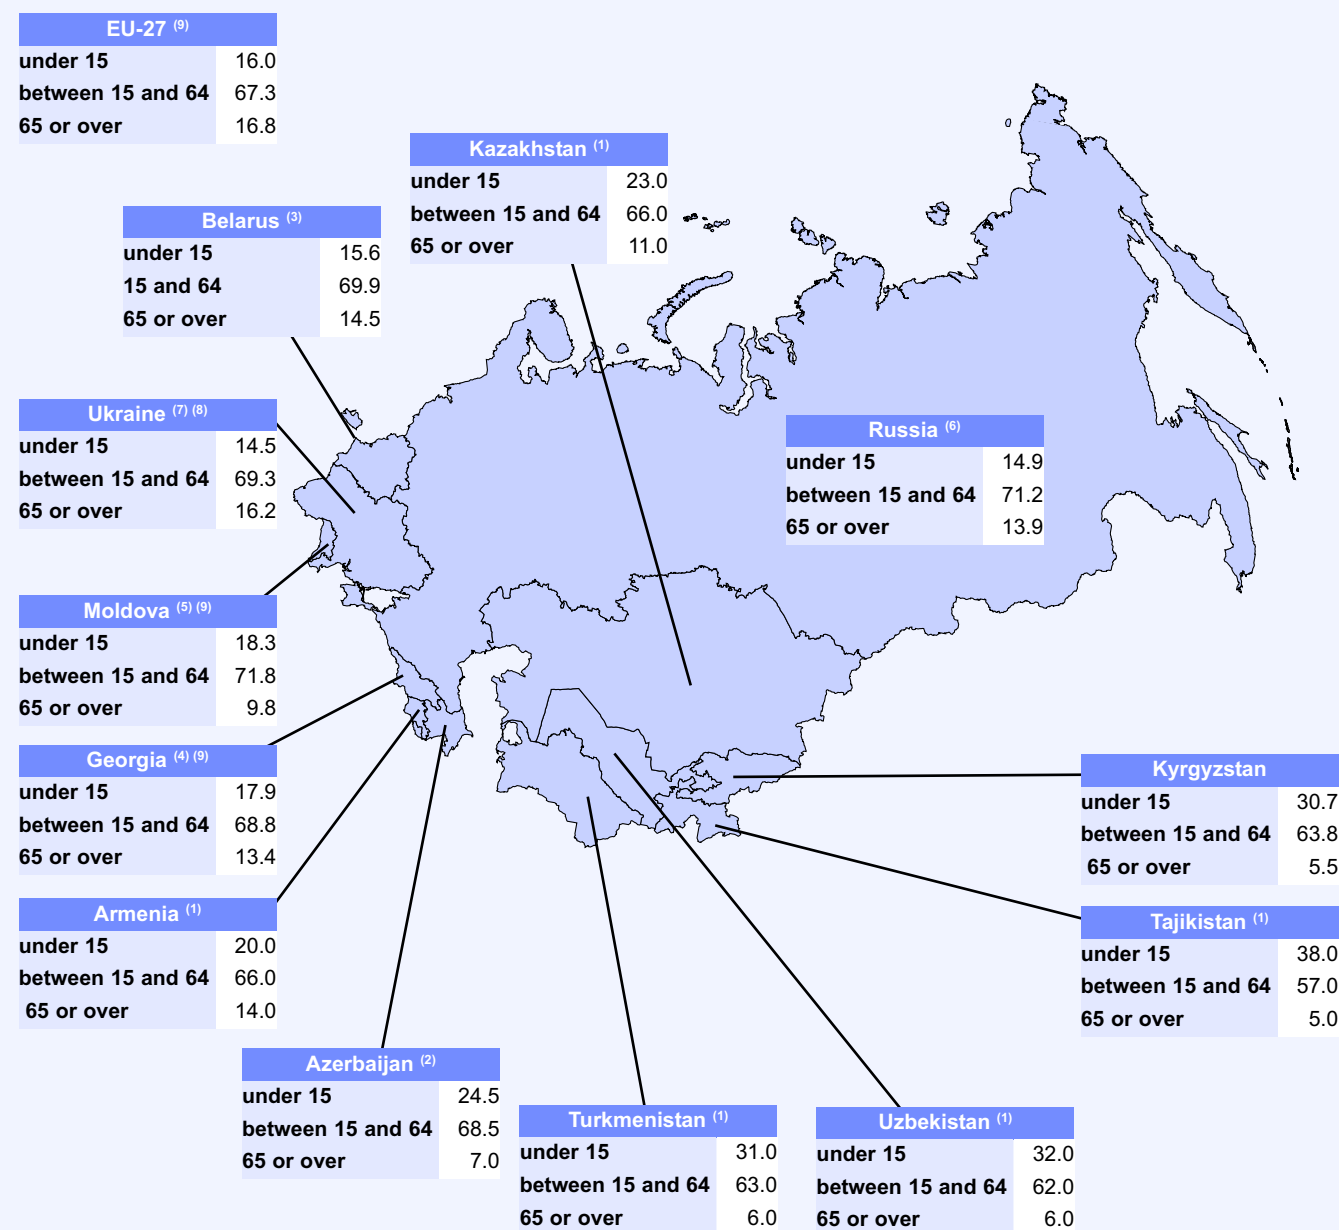 EU-27 (9)
under 15 16.0
between 15 and 64 67.3
65 or over 16.8
Kazakhstan (1)
under 15 23.0
between 15 and 64 66.0
65 or over 11.0
Belarus (3)
under 15 15.6
15 and 64 69.9
65 or over 14.5
Ukraine (7) (8)
under 15 14.5
between 15 and 64 69.3
65 or over 16.2
Russia (6)
under 15 14.9
between 15 and 64 71.2
65 or over 13.9
Moldova (5) (9)
under 15 18.3
between 15 and 64 71.8
65 or over 9.8
Georgia (4) (9)
under 15 17.9
between 15 and 64 68.8
65 or over 13.4
Kyrgyzstan
under 15 30.7
between 15 and 64 63.8
65 or over 5.5
Armenia (1)
under 15 20.0
between 15 and 64 66.0
65 or over 14.0
Tajikistan (1)
under 15 38.0
between 15 and 64 57.0
65 or over 5.0
Azerbaijan (2)
under 15 24.5
between 15 and 64 68.5
65 or over 7.0
Turkmenistan (1)
under 15 31.0
between 15 and 64 63.0
65 or over 6.0
Uzbekistan (1)
under 15 32.0
between 15 and 64 62.0
65 or over 6.0